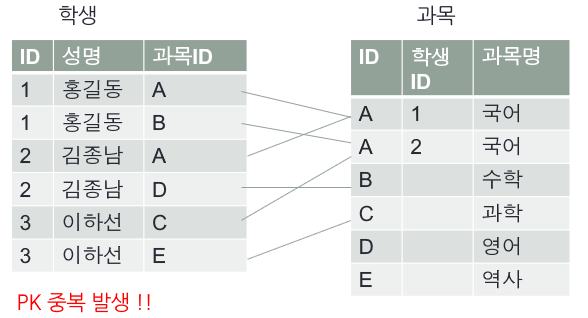 학생
ID 성명 과목ID
1 홍길동 A
1 홍길동 B
2 김종남 A
2 김종남 D
3 이하선 C
3 이하선 E
PK 중복 발생 !!
과목
ID 학생 ID 과목명
A 1 국어
A 2 국어
B 수학
C 과학
D 영어
E 역사